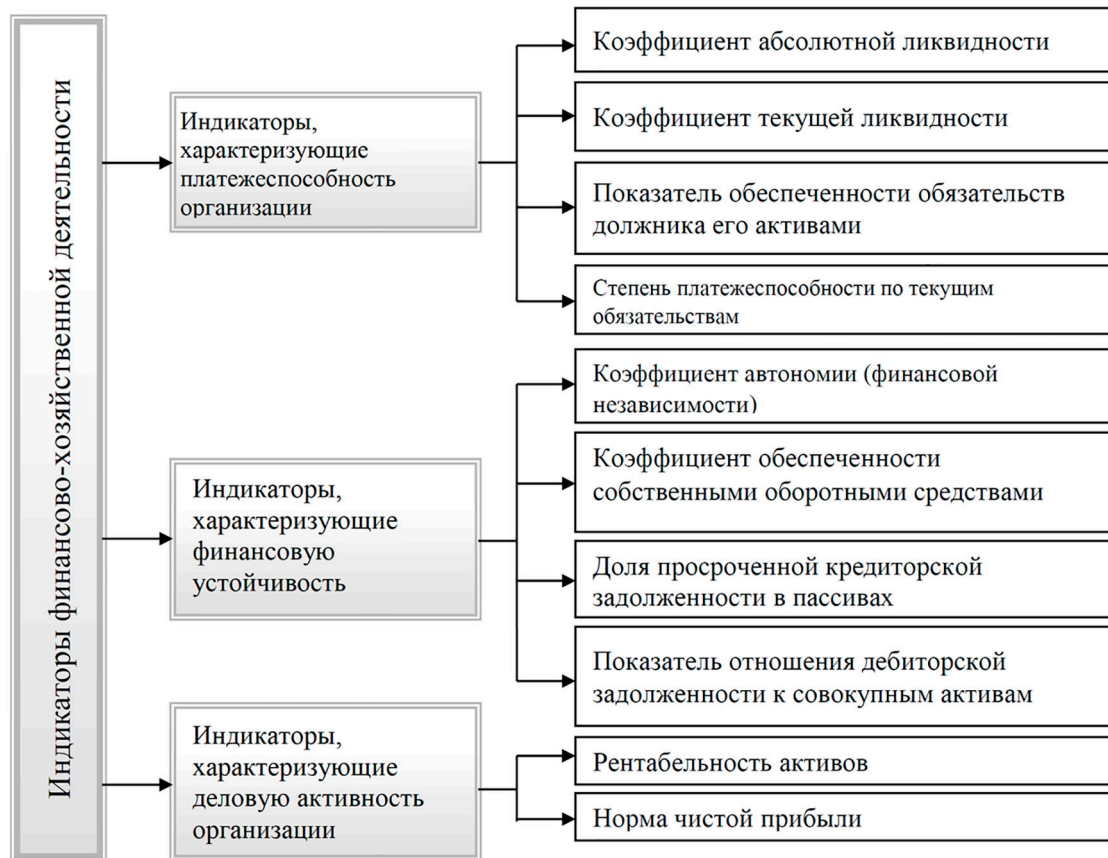 Индикаторы финансово-хозяйственной деятельности
Индикаторы,
характеризующие
платежеспособность
организации
Коэффициент абсолютной ликвидности
Коэффициент текущей ликвидности
Показатель обеспеченности обязательств
должника его активами
Степень платежеспособности по текущим
обязательствам
Индикаторы,
характеризующие
финансовую
устойчивость
Коэффициент автономии (финансовой
независимости)
Коэффициент обеспеченности
собственными оборотными средствами
Доля просроченной кредиторской
задолженности в пассивах
Показатель отношения дебиторской
задолженности к совокупным активам
Индикаторы,
характеризующие
деловую активность
организации
Рентабельность активов
Норма чистой прибыли